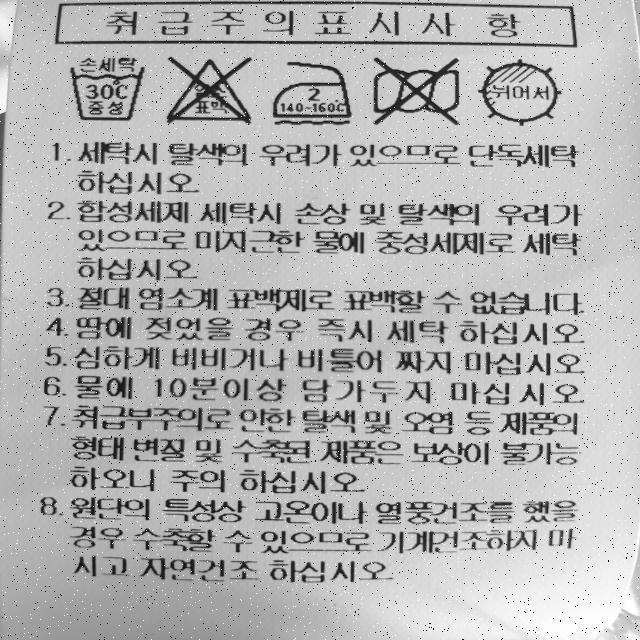 취급주의표시사항
손세탁
30C
중성
염소
표백
2
140~160C
뉘어서
1. 세탁시 탈색의 우려가 있으므로 단독세탁
하십시오
2. 합성세제 세탁시 손상 및 탈색의 우려가
있으므로 미지근한 물에 중성세제로 세탁
하십시오
3. 절대 염소계 표백제로 표백할 수 없습니다.
4. 땀에 젖었을 경우 즉시 세탁 하십시오
5. 심하게 비비거나 비틀어 짜지 마십시오
6. 물에 10분이상 담가두지 마십시오
7. 취급부주의로 인한 탈색 및 오염 등 제품의
형태 변질 및 수축된 제품은 보상이 불가능
하오니 주의 하십시오
8. 원단의 특성상 고온이나 열풍건조를 했을
경우 수축할 수 있으므로 기계건조하지 마
시고 자연건조 하십시오